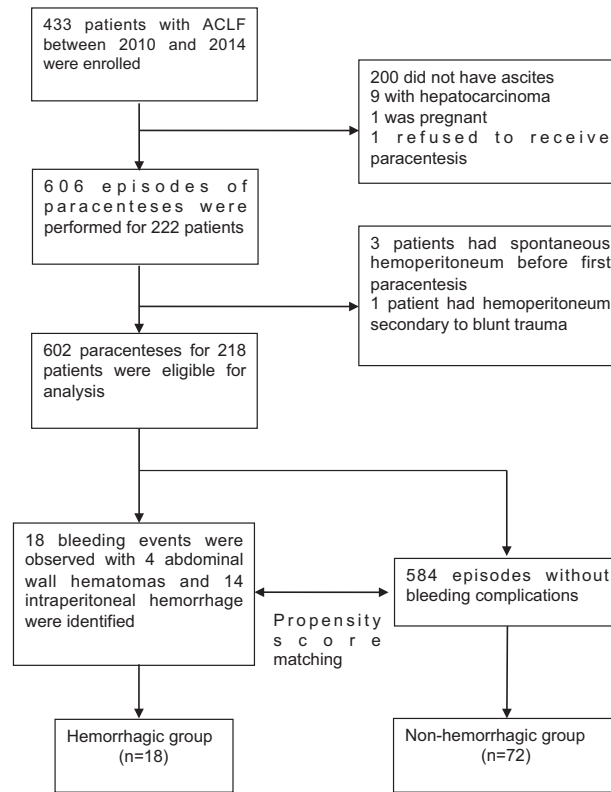 433 patients with ACLF
between 2010 and 2014
were enrolled
200 did not have ascites
9 with hepatocarcinoma
1 was pregnant
1 refused to receive
paracentesis
606 episodes of
paracenteses were
performed for 222 patients
3 patients had spontaneous
hemoperitoneum before first
paracentesis
1 patient had hemoperitoneum
secondary to blunt trauma
602 paracenteses for 218
patients were eligible for
analysis
18 bleeding events were
observed with 4 abdominal
wall hematomas and 14
intraperitoneal hemorrhage
were identified
Propensity
score
matching
584 episodes without
bleeding complications
Hemorrhagic group
(n=18)
Non-hemorrhagic group
(n=72)